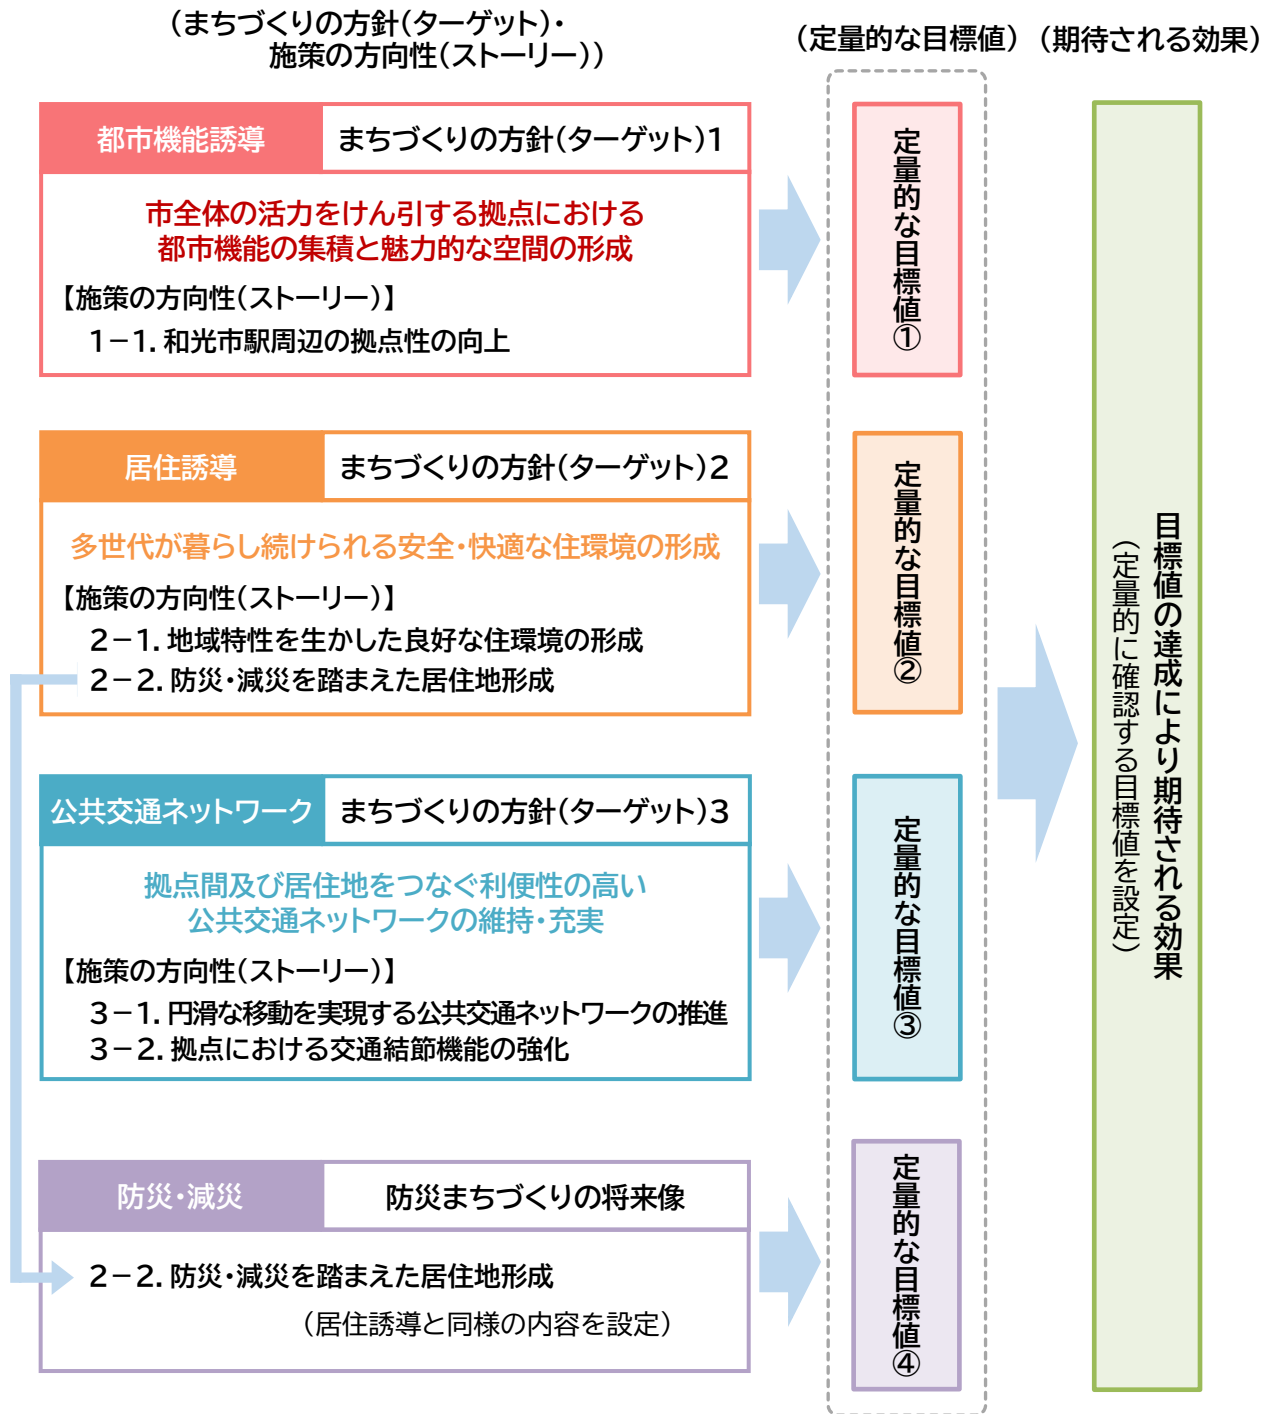 (まちづくりの方針(ターゲット)・
施策の方向性(ストーリー))
(定量的な目標値)
(期待される効果)
都市機能誘導
まちづくりの方針(ターゲット)1
市全体の活力をけん引する拠点における
都市機能の集積と魅力的な空間の形成
【施策の方向性(ストーリー)】
1-1.和光市駅周辺の拠点性の向上
定量的な目標値①
居住誘導
まちづくりの方針(ターゲット)2
多世代が暮らし続けられる安全・快適な住環境の形成
【施策の方向性(ストーリー)】
2-1.地域特性を生かした良好な住環境の形成
2-2.防災・減災を踏まえた居住地形成
定量的な目標値②
公共交通ネットワーク
まちづくりの方針(ターゲット)3
拠点間及び居住地をつなぐ利便性の高い
公共交通ネットワークの維持・充実
【施策の方向性(ストーリー)】
3-1.円滑な移動を実現する公共交通ネットワークの推進
3-2.拠点における交通結節機能の強化
定量的な目標値③
防災・減災
防災まちづくりの将来像
2-2.防災・減災を踏まえた居住地形成
(居住誘導と同様の内容を設定)
定量的な目標値④
目標値の達成により期待される効果
(定量的に確認する目標値を設定)